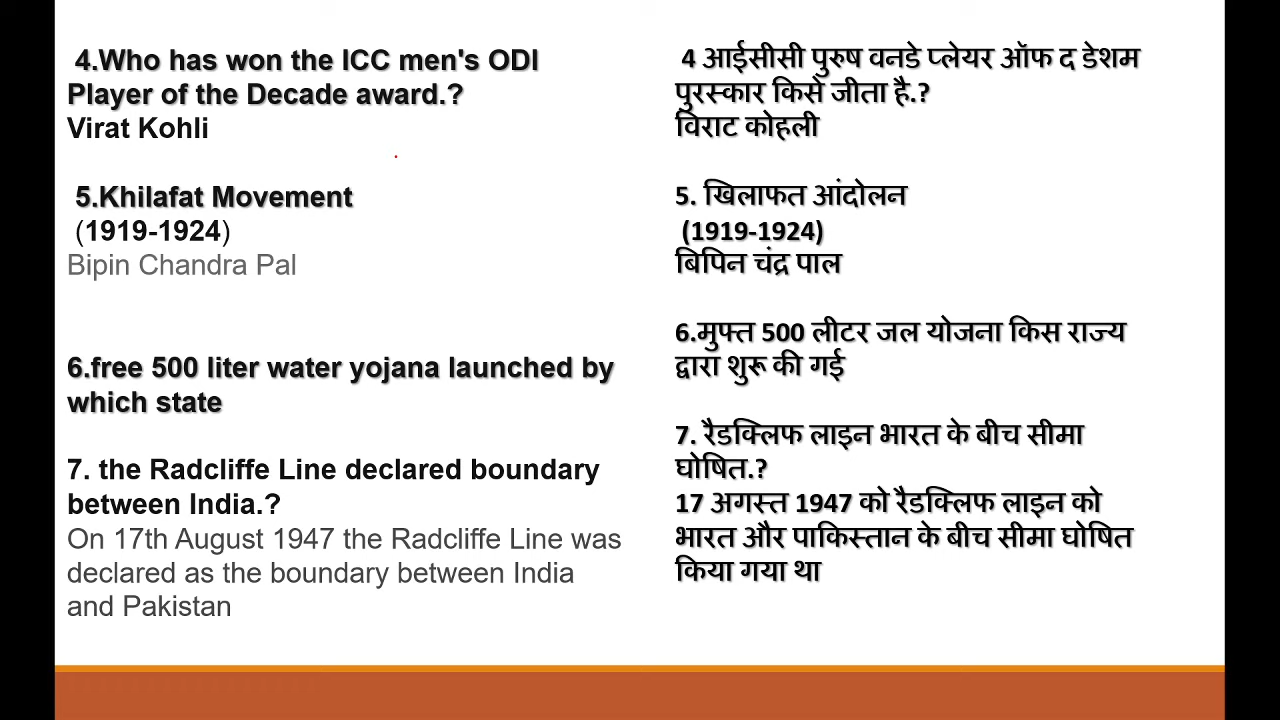 4.Who has won the ICC men's ODI
Player of the Decade award.?
Virat Kohli
5.Khilafat Movement
(1919-1924)
Bipin Chandra Pal
6.free 500 liter water yojana launched by
which state
7. the Radcliffe Line declared boundary
between India.?
On 17th August 1947 the Radcliffe Line was
declared as the boundary between India
and Pakistan
4 आईसीसी पुरुष वनडे प्लेयर ऑफ द डेशम
पुरस्कार किसे जीता है.?
विराट कोहली
5. खिलाफत आंदोलन
(1919-1924)
बिपिन चंद्र पाल
6.मुफ्त 500 लीटर जल योजना किस राज्य
द्वारा शुरू की गई
7. रैडक्लिफ लाइन भारत के बीच सीमा
घोषित.?
17 अगस्त 1947 को रैडक्लिफ लाइन को
भारत और पाकिस्तान के बीच सीमा घोषित
किया गया था